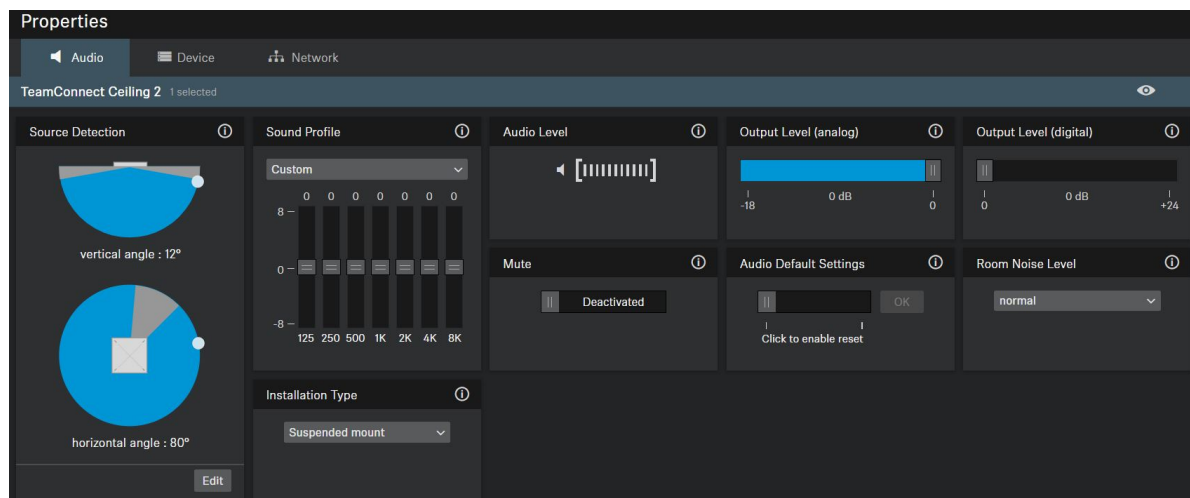 Properties
Audio Device Network
TeamConnect Ceiling 2 1 selected
Source Detection
vertical angle : 12°
horizontal angle : 80°
Edit
Sound Profile
Custom
0 0 0 0 0 0 0
8
0
-8
125 250 500 1K 2K 4K 8K
Installation Type
Suspended mount
Audio Level
Mute
Deactivated
Output Level (analog)
-18 0 dB 0
Audio Default Settings
OK
Click to enable reset
Output Level (digital)
0 0 dB +24
Room Noise Level
normal